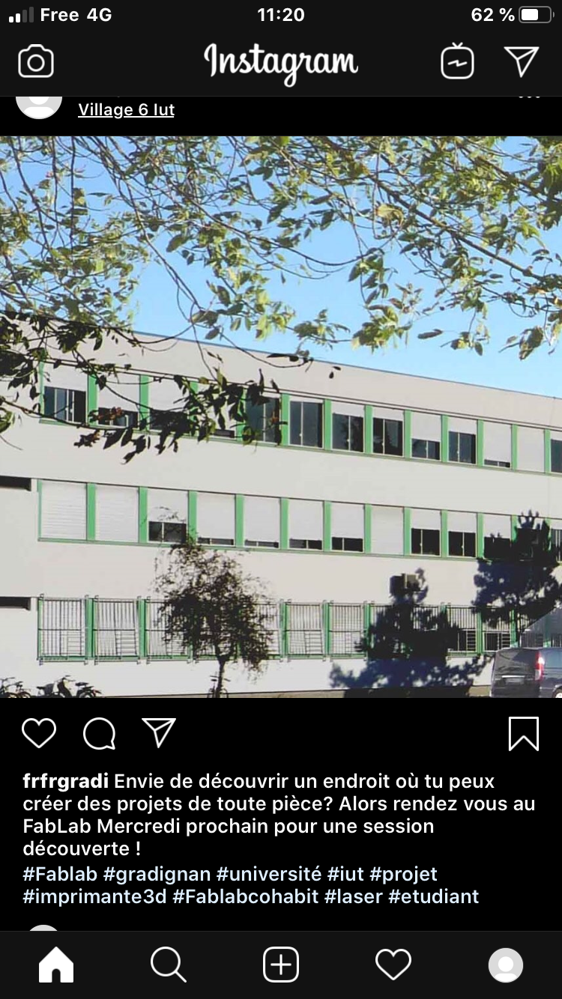 Free 4G 11:20 62 %
Instagram
Village 6 Iut
frfrgradi Envie de découvrir un endroit où tu peux
créer des projets de toute pièce? Alors rendez vous au
FabLab Mercredi prochain pour une session
découverte !
#Fablab #gradignan #université #iut #projet
#imprimante3d #Fablabcohabit #laser #etudiant